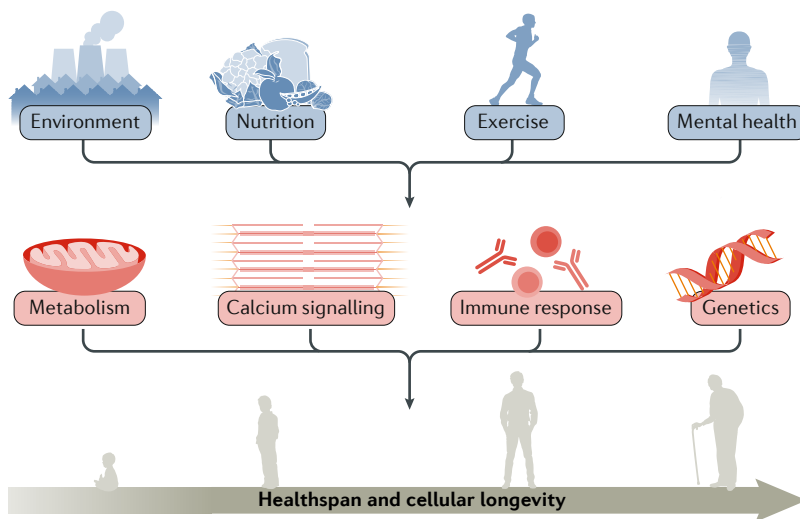 Environment
Nutrition
Exercise
Mental health
Metabolism
Calcium signalling
Immune response
Genetics
Healthspan and cellular longevity